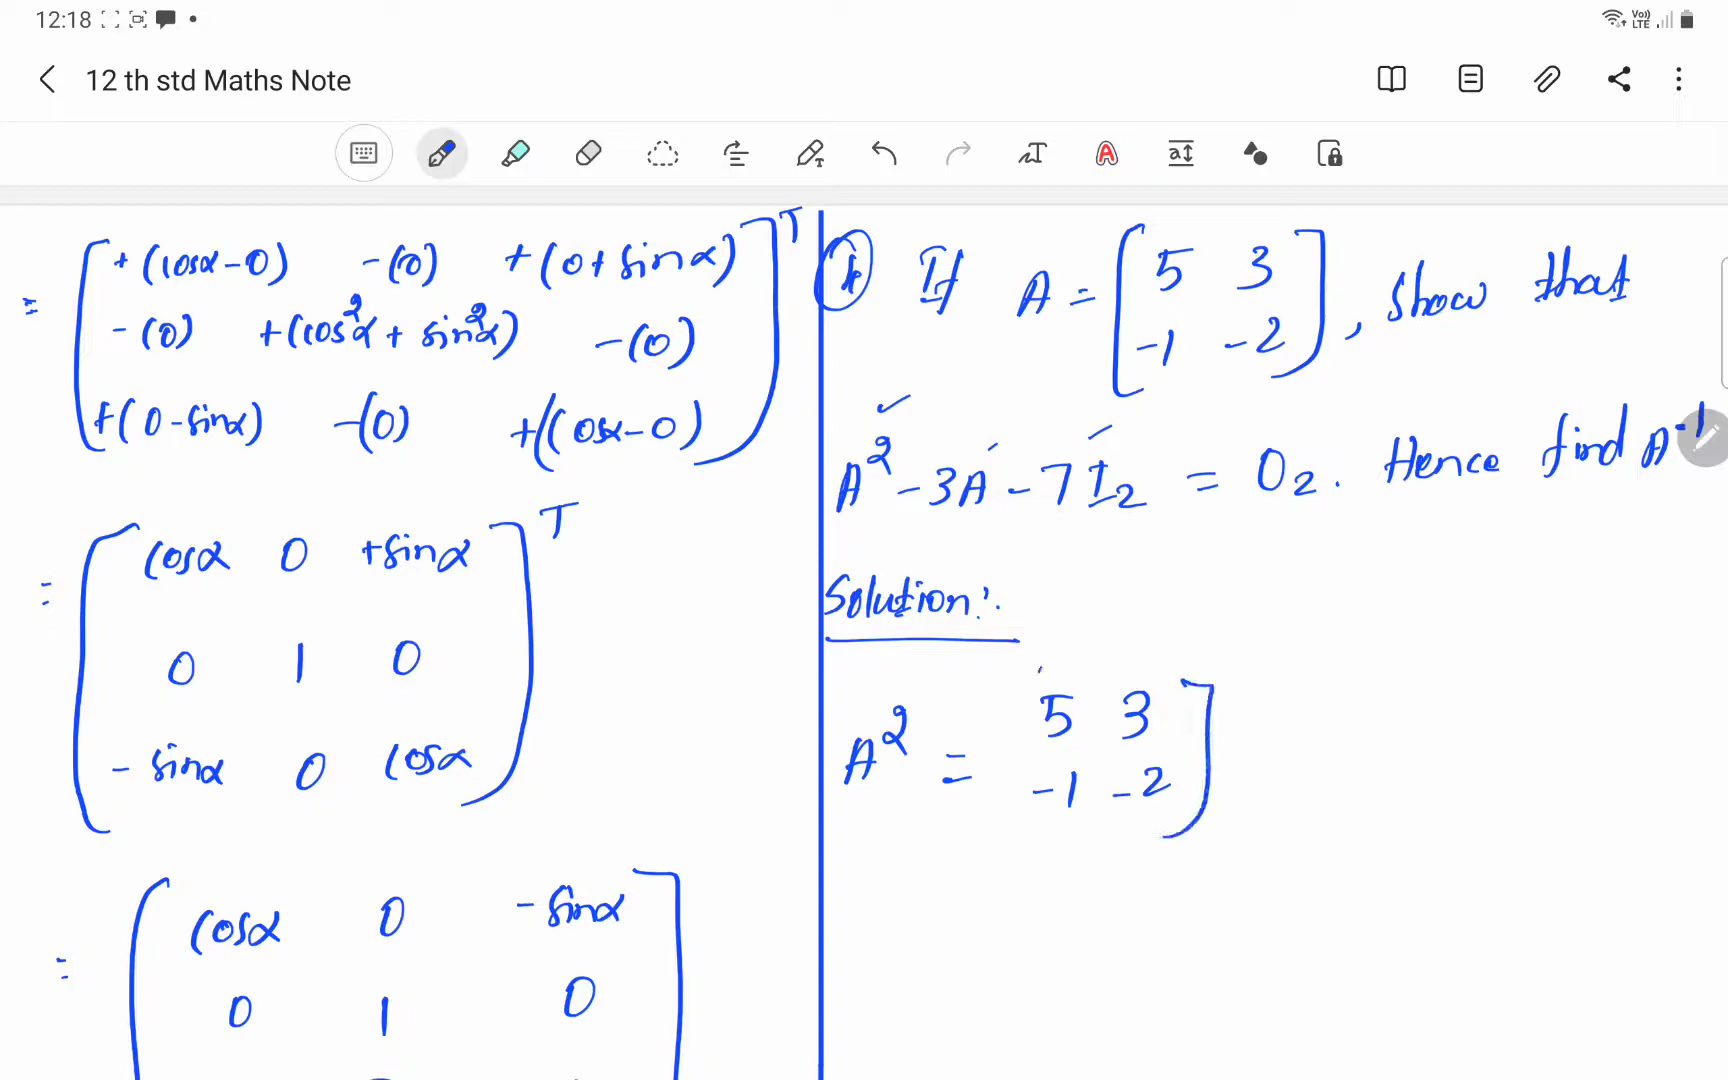 12:18
Vo)) LTE
12 th std Maths Note
= [ +(cosα-0) -(0) +(0+sinα) ]T
-(0) +(cos²α + sin²α) -(0)
+(0-sinα) -(0) +(cosα-0)
= [ cosα 0 +sinα ]T
0 1 0
-sinα 0 cosα
= [ cosα 0 -sinα ]
0 1 0
If A = [ 5 3 ], show that
-1 -2
A² - 3A - 7I₂ = O₂. Hence find A⁻¹
Solution:
A² = 5 3 ]
-1 -2